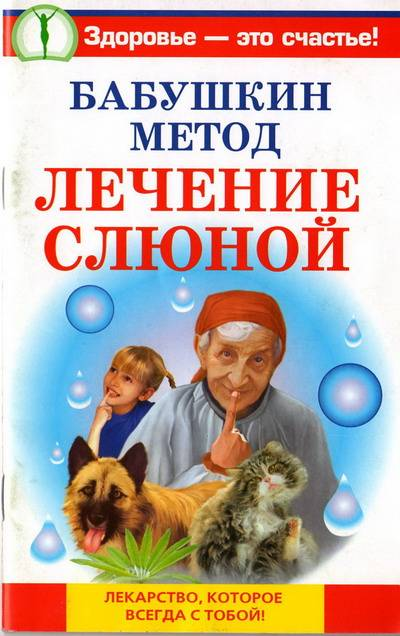 Здоровье — это счастье!
БАБУШКИН
МЕТОД
ЛЕЧЕНИЕ
СЛЮНОЙ
ЛЕКАРСТВО, КОТОРОЕ
ВСЕГДА С ТОБОЙ!